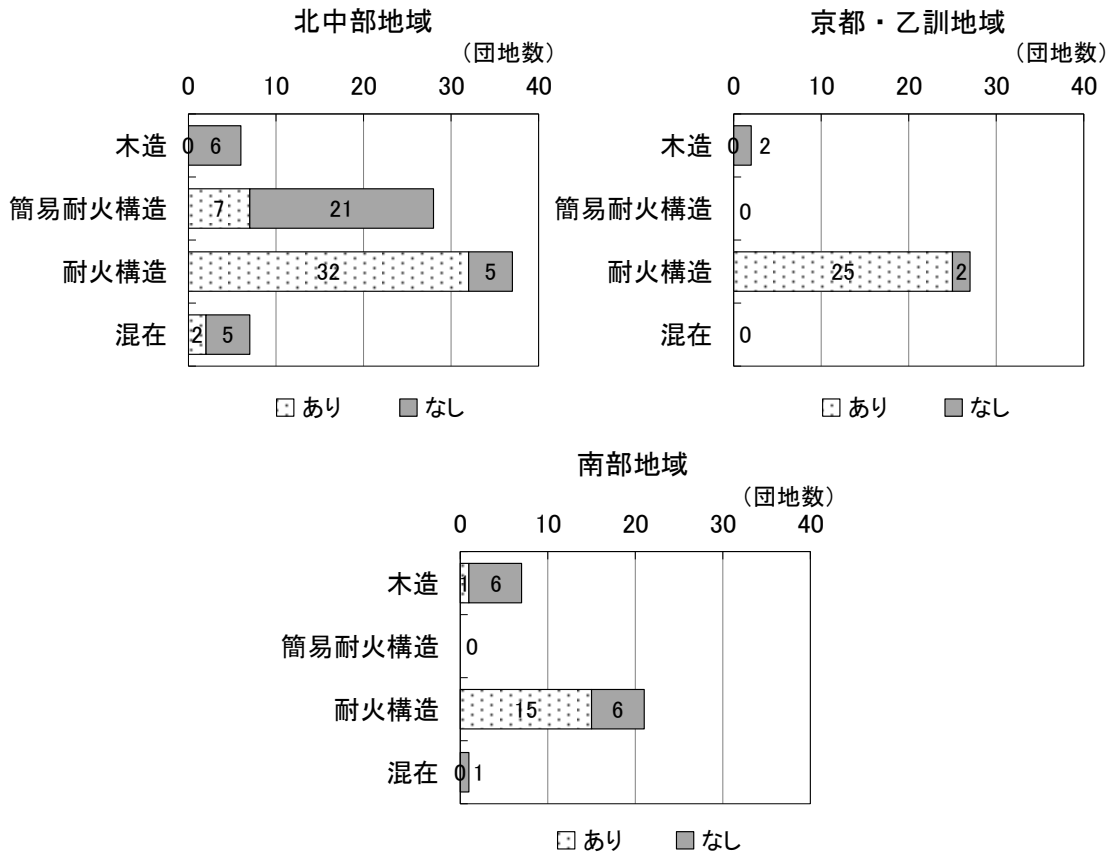 北中部地域
(団地数)
0 10 20 30 40
木造 0 6
簡易耐火構造 7 21
耐火構造 32 5
混在 2 5
あり なし
京都・乙訓地域
(団地数)
0 10 20 30 40
木造 0 2
簡易耐火構造 0
耐火構造 25 2
混在 0
あり なし
南部地域
(団地数)
0 10 20 30 40
木造 1 6
簡易耐火構造 0
耐火構造 15 6
混在 0 1
あり なし